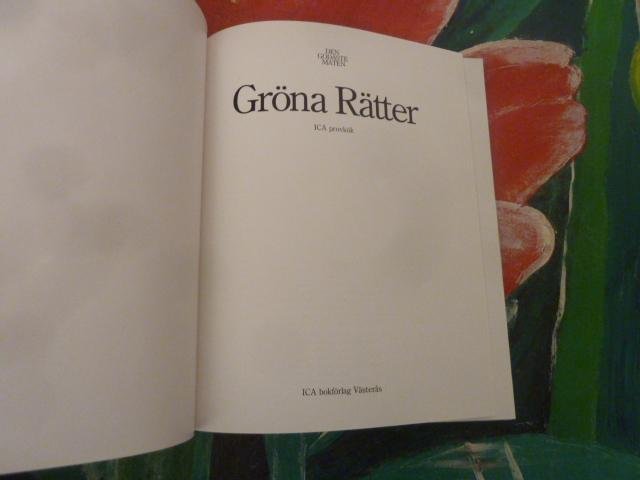 DEN
GODASTE
MATEN
Gröna Rätter
ICA provkök
ICA bokförlag Västerås